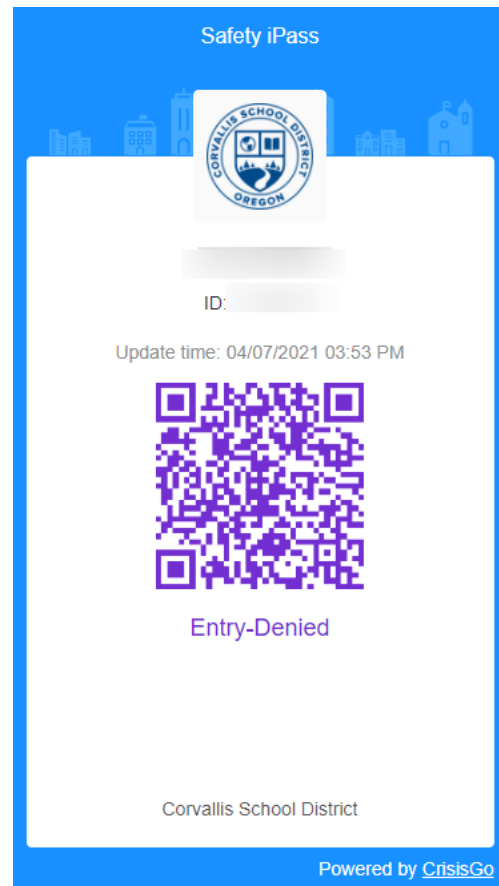 Safety iPass
CORVALLIS SCHOOL DISTRICT
OREGON
ID:
Update time: 04/07/2021 03:53 PM
Entry-Denied
Corvallis School District
Powered by CrisisGo